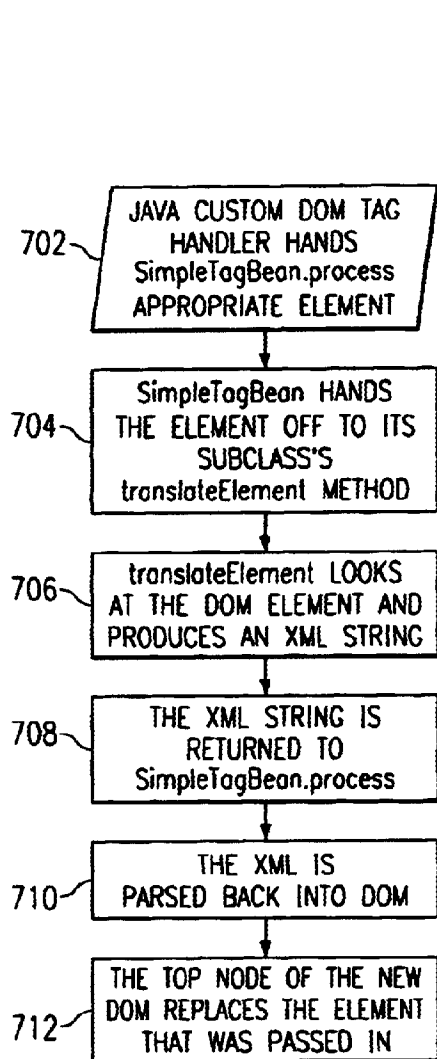 702
JAVA CUSTOM DOM TAG
HANDLER HANDS
SimpleTagBean.process
APPROPRIATE ELEMENT
704
SimpleTagBean HANDS
THE ELEMENT OFF TO ITS
SUBCLASS'S
translateElement METHOD
706
translateElement LOOKS
AT THE DOM ELEMENT AND
PRODUCES AN XML STRING
708
THE XML STRING IS
RETURNED TO
SimpleTagBean.process
710
THE XML IS
PARSED BACK INTO DOM
712
THE TOP NODE OF THE NEW
DOM REPLACES THE ELEMENT
THAT WAS PASSED IN